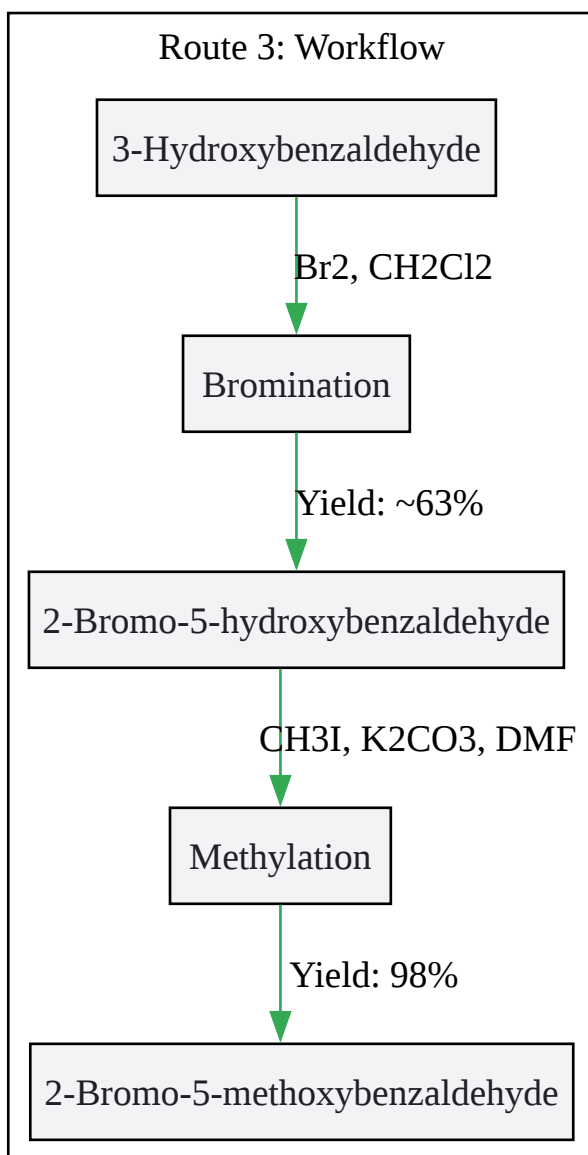 Route 3: Workflow
3-Hydroxybenzaldehyde
Br2, CH2Cl2
Bromination
Yield: ~63%
2-Bromo-5-hydroxybenzaldehyde
CH3I, K2CO3, DMF
Methylation
Yield: 98%
2-Bromo-5-methoxybenzaldehyde